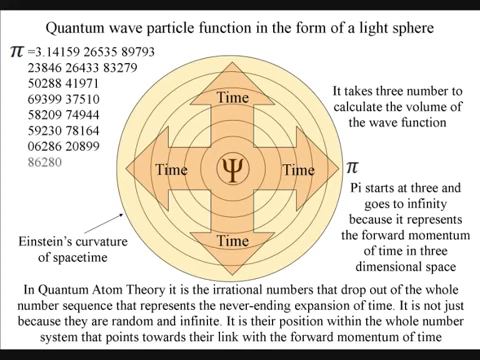 Quantum wave particle function in the form of a light sphere
π =3.14159 26535 89793
23846 26433 83279
50288 41971
69399 37510
58209 74944
59230 78164
06286 20899
86280
Time
Time
Ψ
Time
Time
It takes three number to
calculate the volume of
the wave function
π
Pi starts at three and
goes to infinity
because it represents
the forward momentum
of time in three
dimensional space
Einstein's curvature
of spacetime
In Quantum Atom Theory it is the irrational numbers that drop out of the whole
number sequence that represents the never-ending expansion of time. It is not just
because they are random and infinite. It is their position within the whole number
system that points towards their link with the forward momentum of time